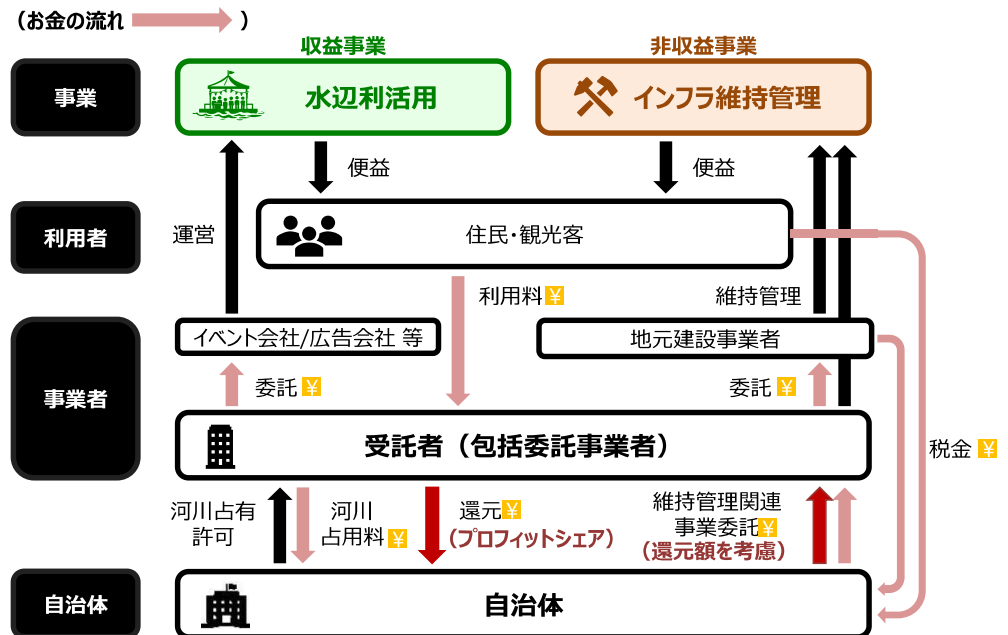 (お金の流れ )
収益事業
非収益事業
事業
水辺利活用
インフラ維持管理
便益
便益
利用者
運営
住民・観光客
利用料¥
維持管理
事業者
イベント会社/広告会社 等
地元建設事業者
委託¥
委託¥
受託者（包括委託事業者）
税金¥
河川占有
許可
河川
占用料¥
還元¥
（プロフィットシェア）
維持管理関連
事業委託¥
（還元額を考慮）
自治体
自治体